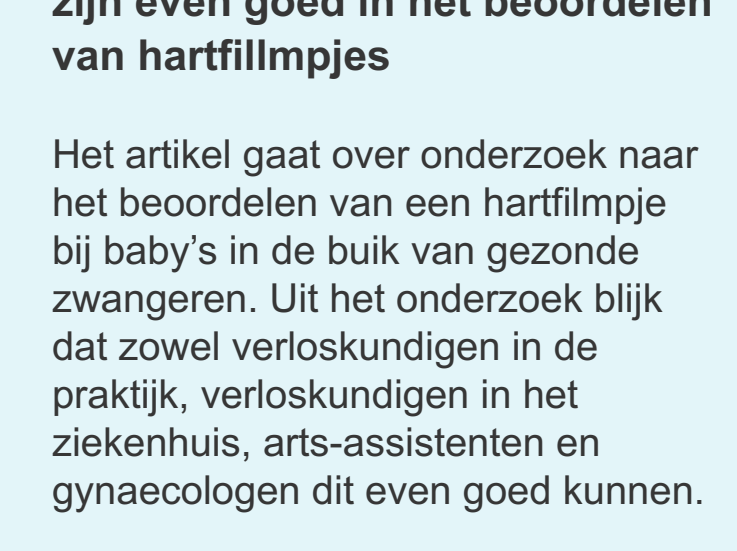 zijn even goed in het beoordelen
van hartfillmpjes
Het artikel gaat over onderzoek naar
het beoordelen van een hartfilmpje
bij baby's in de buik van gezonde
zwangeren. Uit het onderzoek blijk
dat zowel verloskundigen in de
praktijk, verloskundigen in het
ziekenhuis, arts-assistenten en
gynaecologen dit even goed kunnen.